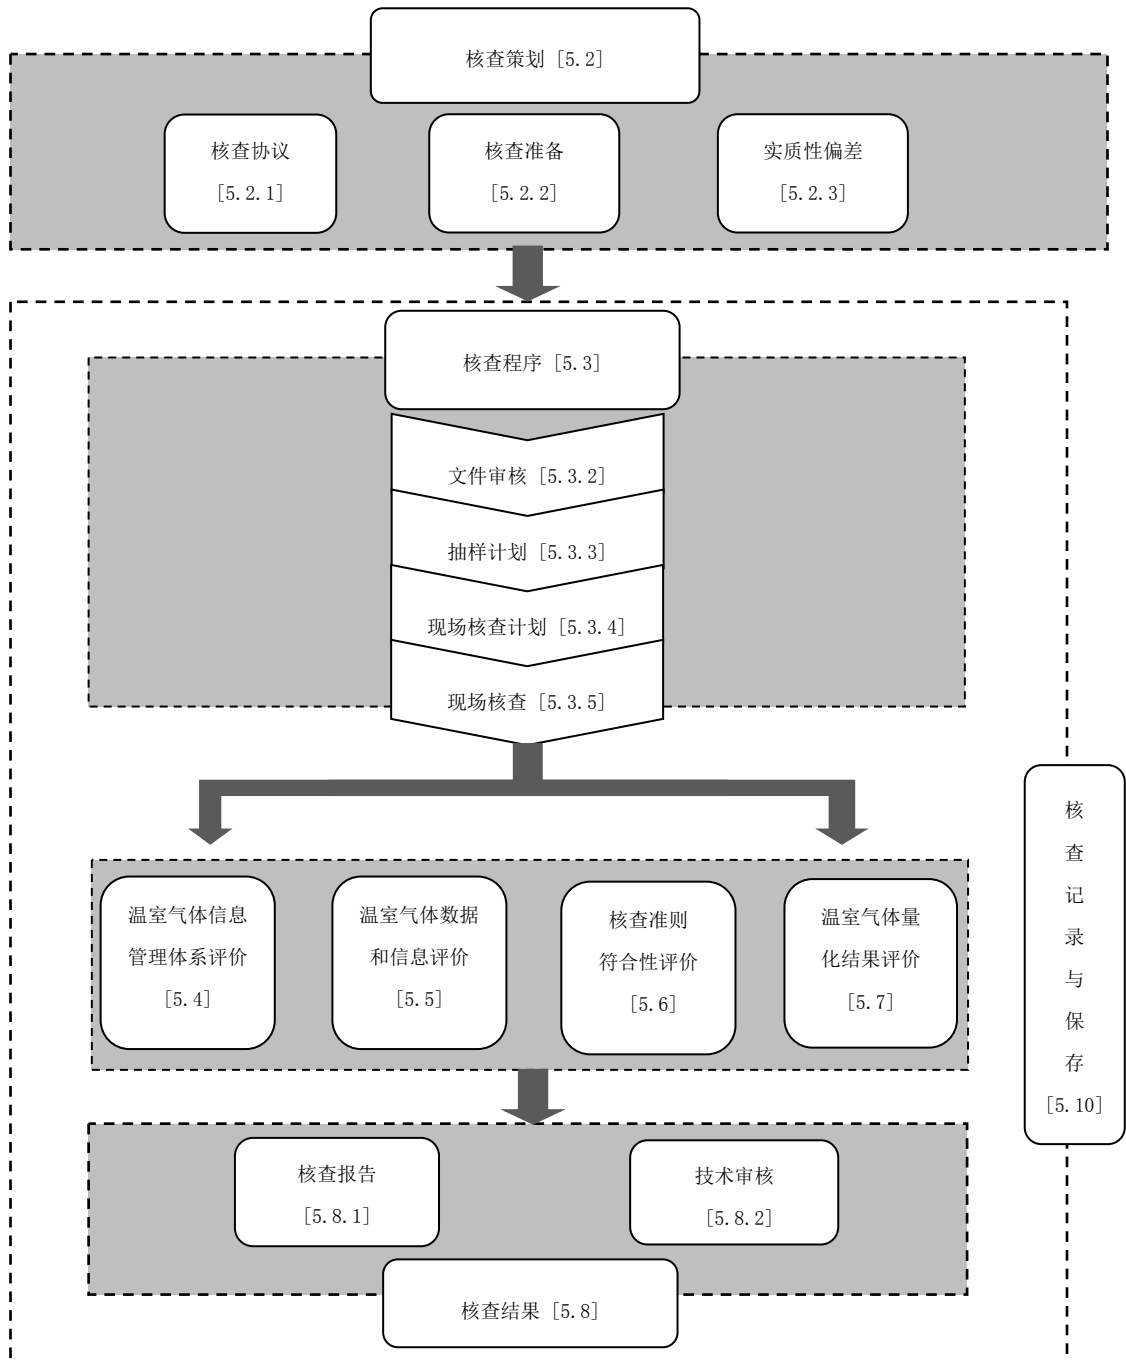 核查策划 [5.2]
核查协议
[5.2.1]
核查准备
[5.2.2]
实质性偏差
[5.2.3]
核查程序 [5.3]
文件审核 [5.3.2]
抽样计划 [5.3.3]
现场核查计划 [5.3.4]
现场核查 [5.3.5]
温室气体信息
管理体系评价
[5.4]
温室气体数据
和信息评价
[5.5]
核查准则
符合性评价
[5.6]
温室气体量
化结果评价
[5.7]
核
查
记
录
与
保
存
[5.10]
核查报告
[5.8.1]
技术审核
[5.8.2]
核查结果 [5.8]